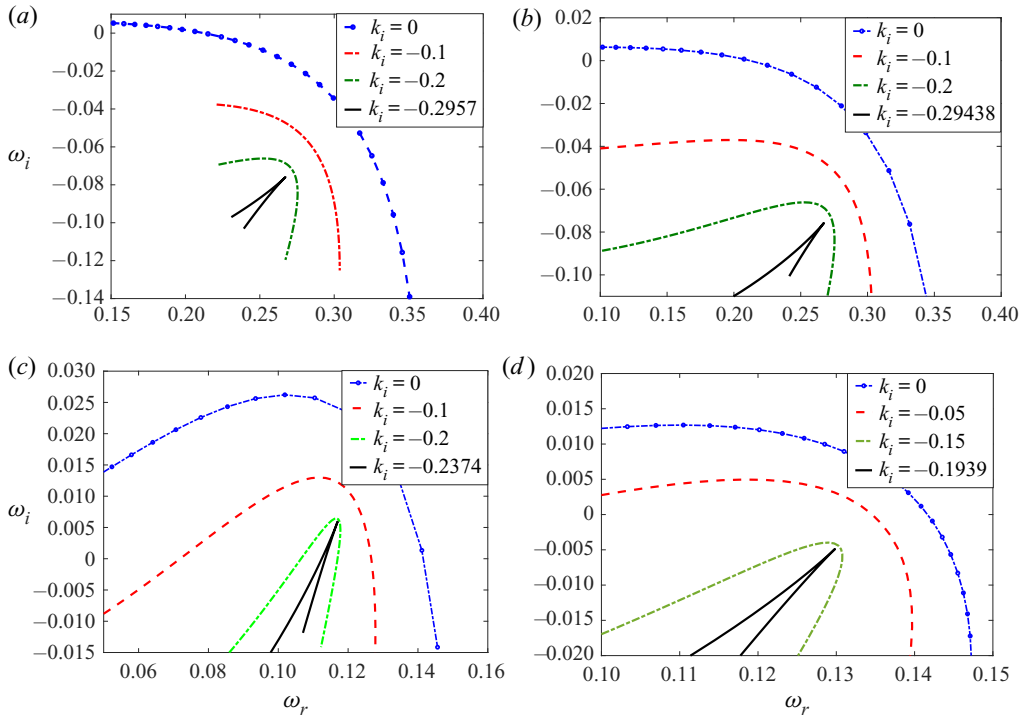 (a)
k_i = 0
k_i = −0.1
k_i = −0.2
k_i = −0.2957
0
−0.02
−0.04
−0.06
−0.08
−0.10
−0.12
−0.14
ω_i
0.15 0.20 0.25 0.30 0.35 0.40
(b)
k_i = 0
k_i = −0.1
k_i = −0.2
k_i = −0.29438
0.02
0
−0.02
−0.04
−0.06
−0.08
−0.10
0.10 0.20 0.25 0.35 0.40
(c)
k_i = 0
k_i = −0.1
k_i = −0.2
k_i = −0.2374
0.030
0.025
0.020
0.015
0.010
0.005
0
−0.005
−0.010
−0.015
ω_i
0.06 0.08 0.10 0.12 0.14 0.16
ω_r
(d)
k_i = 0
k_i = −0.05
k_i = −0.15
k_i = −0.1939
0.020
0.015
0.010
0.005
0
−0.005
−0.010
−0.015
−0.020
0.10 0.11 0.12 0.13 0.14 0.15
ω_r